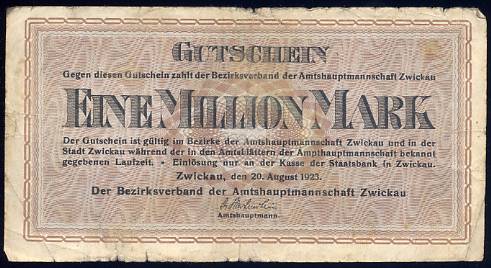 GUTSCHEIN
Gegen diesen Gutschein zahlt der Bezirksverband der Amtshauptmannschaft Zwickau
EINE MILLION MARK
Der Gutschein ist gültig im Bezirke der Amtshauptmannschaft Zwickau und in der
Stadt Zwickau während der in den Amtsblättern der Amtshauptmannschaft bekannt
gegebenen Laufzeit. • Einlösung nur an der Kasse der Staatsbank in Zwickau.
Zwickau, den 20. August 1923.
Der Bezirksverband der Amtshauptmannschaft Zwickau
Amtshauptmann.